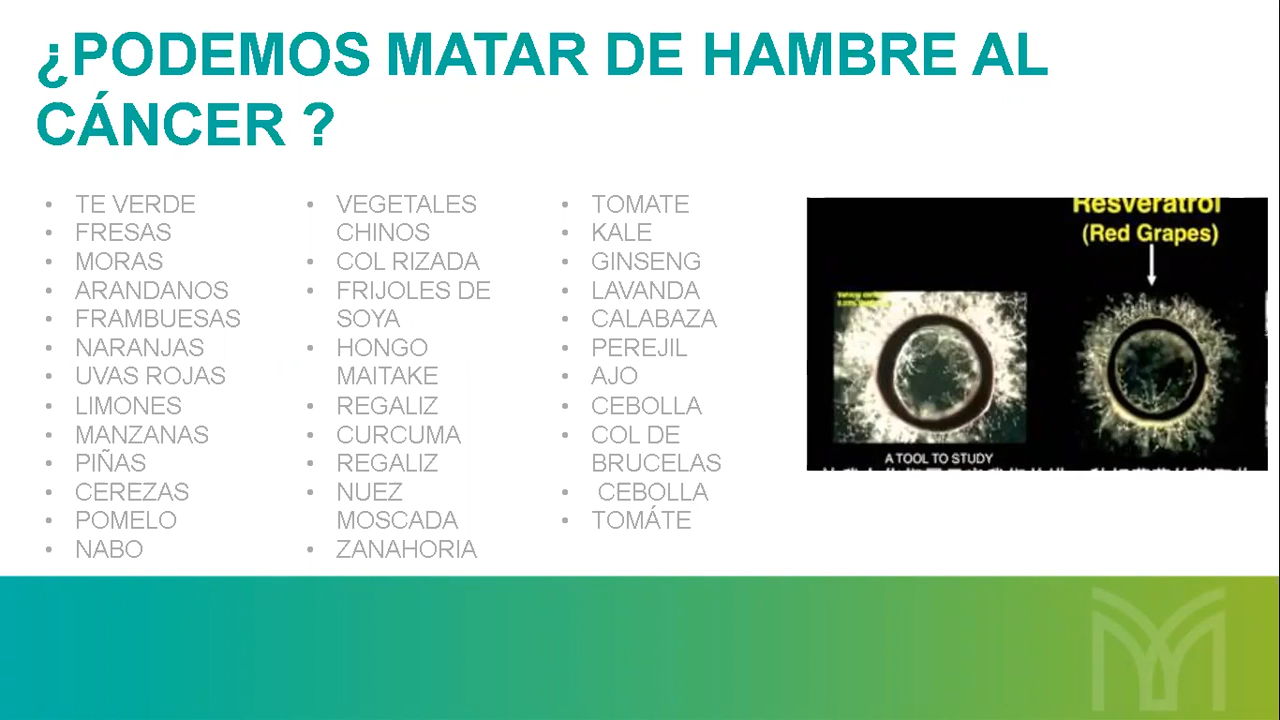 ¿PODEMOS MATAR DE HAMBRE AL
CÁNCER ?
• TE VERDE
• FRESAS
• MORAS
• ARANDANOS
• FRAMBUESAS
• NARANJAS
• UVAS ROJAS
• LIMONES
• MANZANAS
• PIÑAS
• CEREZAS
• POMELO
• NABO
• VEGETALES
CHINOS
• COL RIZADA
• FRIJOLES DE
SOYA
• HONGO
MAITAKE
• REGALIZ
• CURCUMA
• REGALIZ
• NUEZ
MOSCADA
• ZANAHORIA
• TOMATE
• KALE
• GINSENG
• LAVANDA
• CALABAZA
• PEREJIL
• AJO
• CEBOLLA
• COL DE
BRUCELAS
• CEBOLLA
• TOMÁTE
Resveratrol
(Red Grapes)
A TOOL TO STUDY